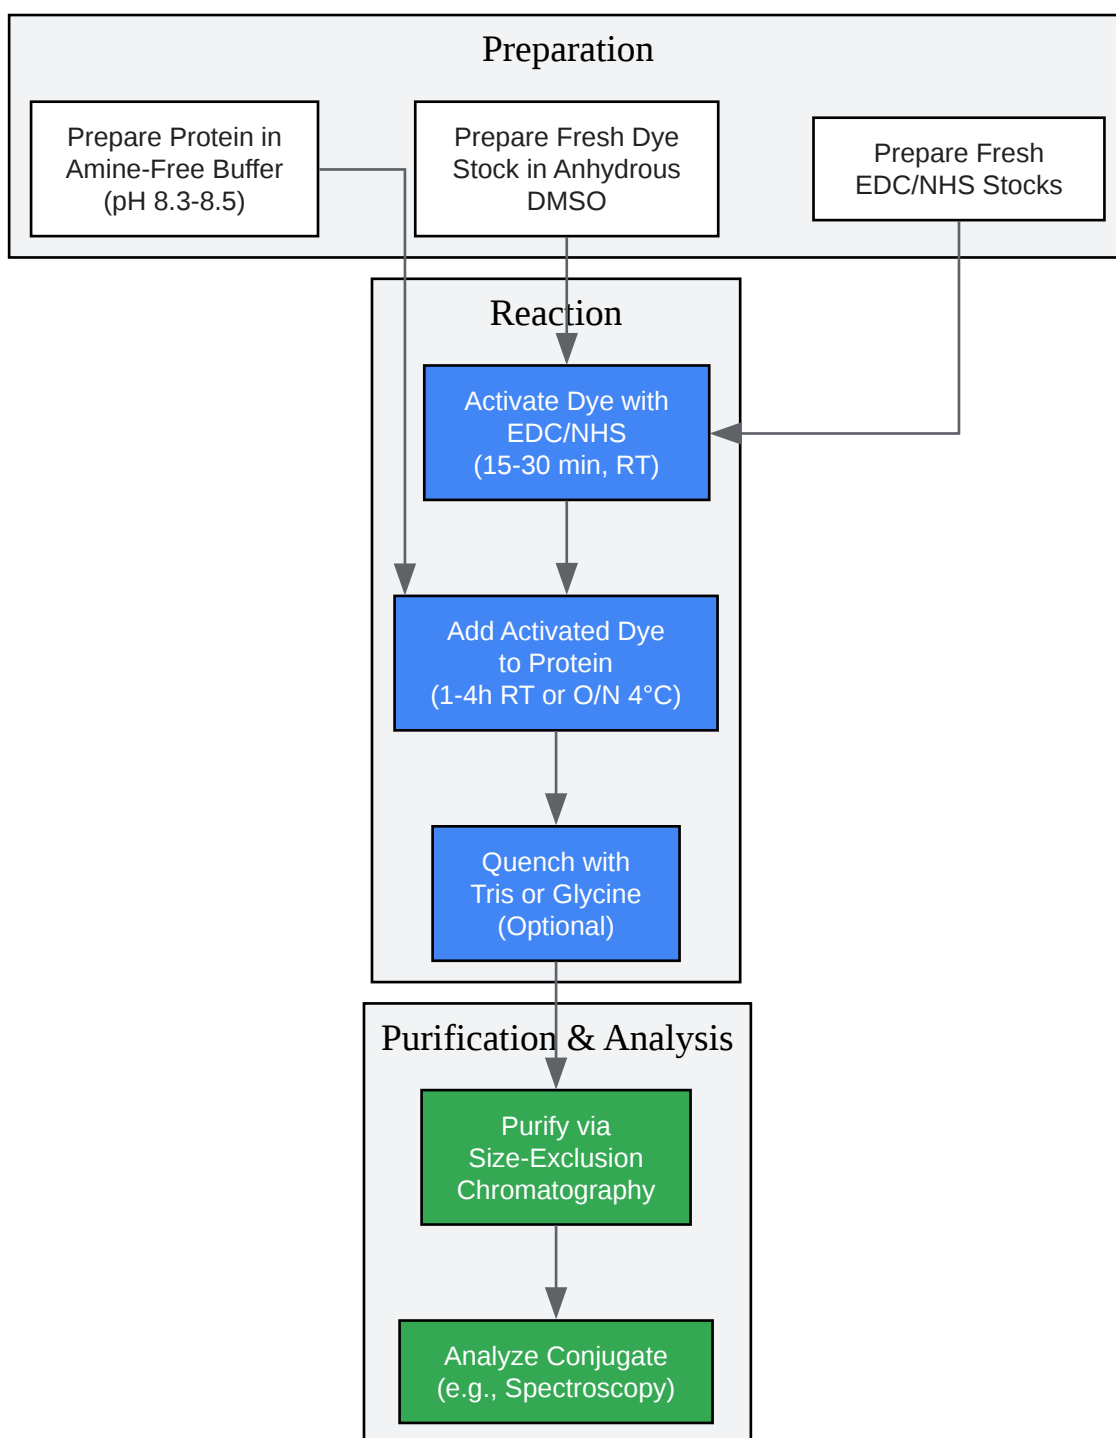 Preparation
Prepare Protein in
Amine-Free Buffer
(pH 8.3-8.5)
Prepare Fresh Dye
Stock in Anhydrous
DMSO
Prepare Fresh
EDC/NHS Stocks
Reaction
Activate Dye with
EDC/NHS
(15-30 min, RT)
Add Activated Dye
to Protein
(1-4h RT or O/N 4°C)
Quench with
Tris or Glycine
(Optional)
Purification & Analysis
Purify via
Size-Exclusion
Chromatography
Analyze Conjugate
(e.g., Spectroscopy)